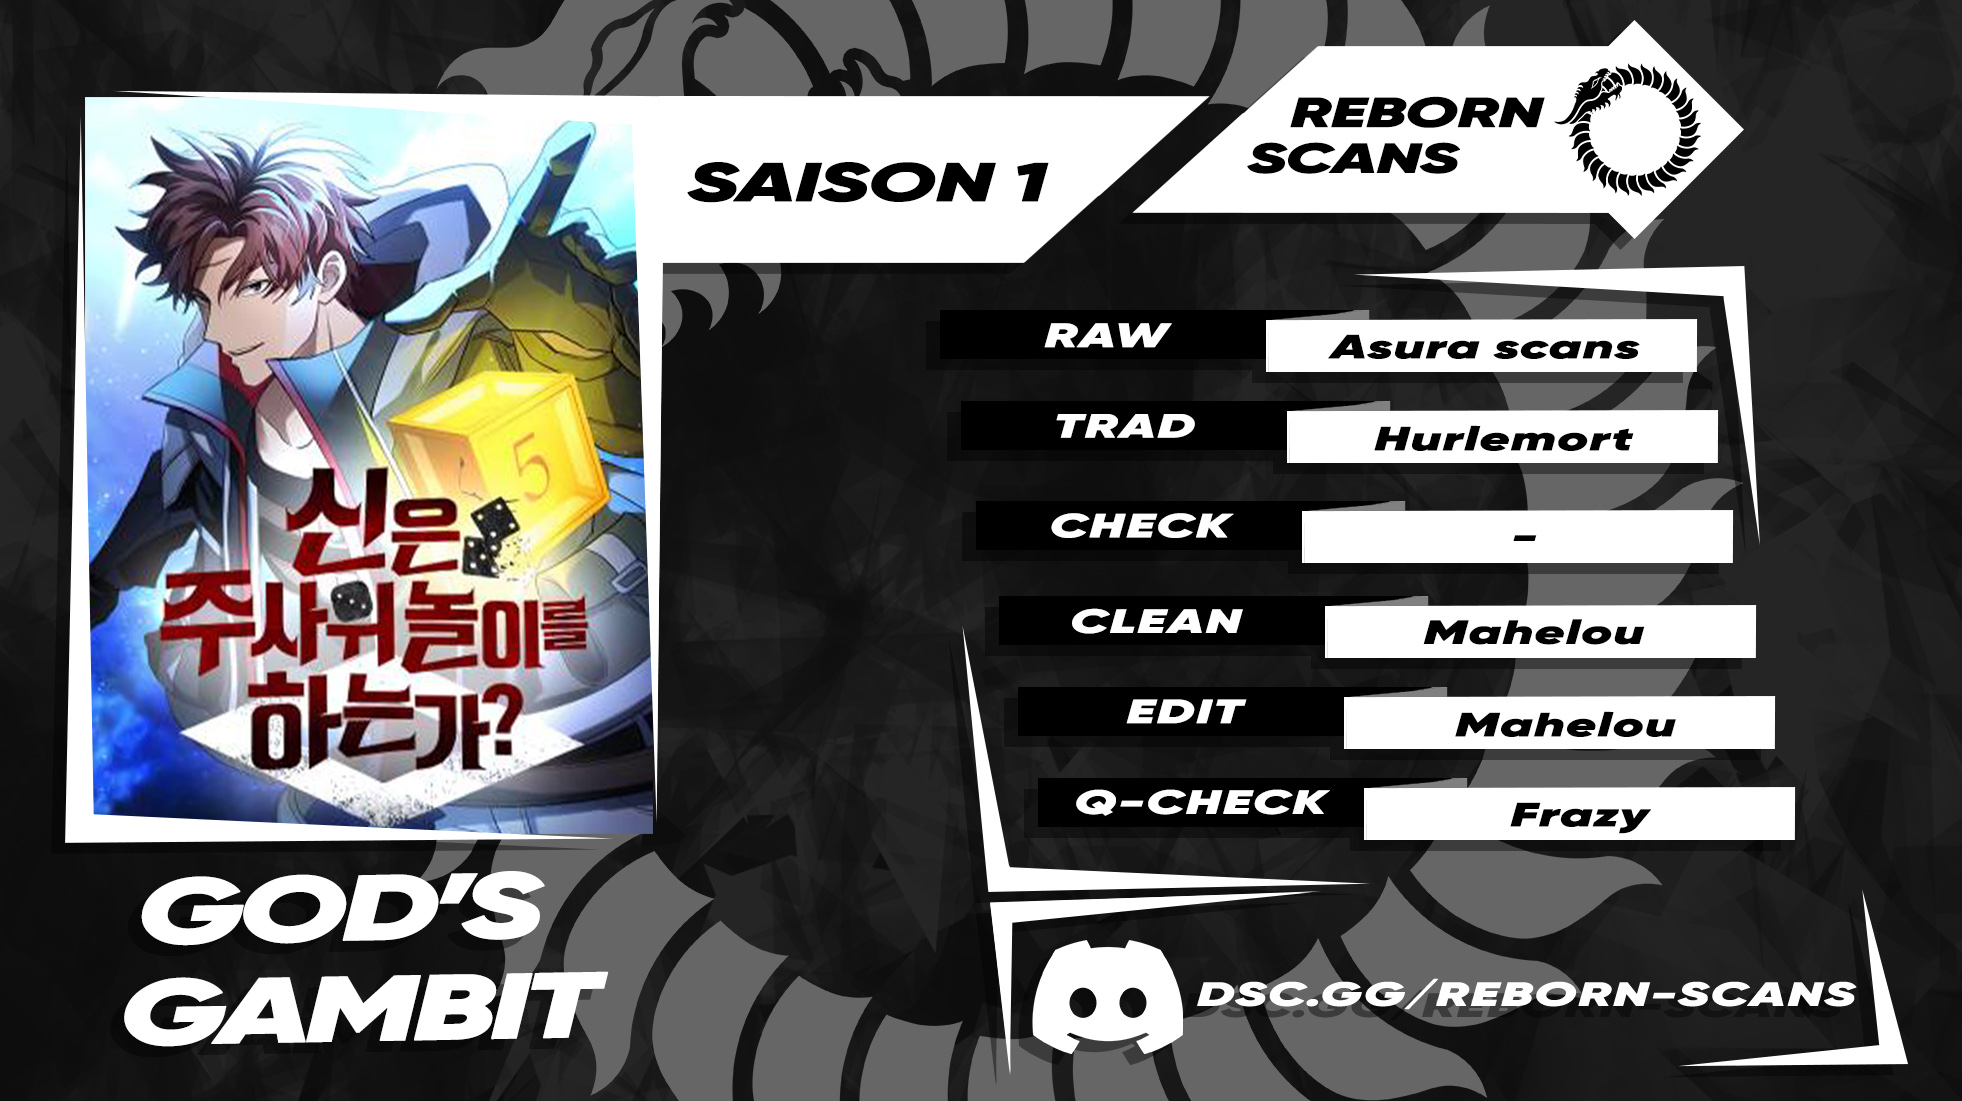 SAISON 1
REBORN
SCANS
신은
주사위놀이를
하는가?
5
RAW
Asura scans
TRAD
Hurlemort
CHECK
-
CLEAN
Mahelou
EDIT
Mahelou
Q-CHECK
Frazy
GOD'S
GAMBIT
DSC.GG/REBORN-SCANS